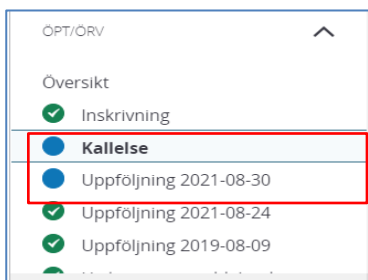 ÖPT/ÖRV
Översikt
Inskrivning
Kallelse
Uppföljning 2021-08-30
Uppföljning 2021-08-24
Uppföljning 2019-08-09